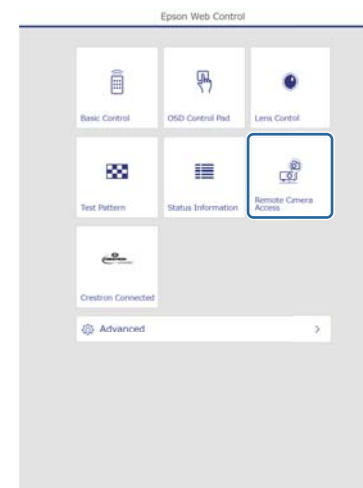 Epson Web Control
Basic Control
OSD Control Pad
Lens Control
Test Pattern
Status Information
Remote Camera
Access
CRESTRON
Crestron Connected
Advanced